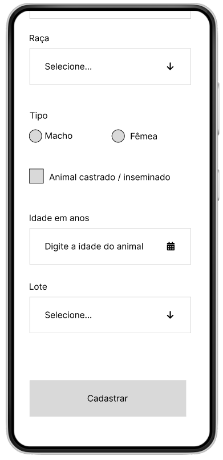 Raça
Selecione...
Tipo
Macho
Fêmea
Animal castrado / inseminado
Idade em anos
Digite a idade do animal
Lote
Selecione...
Cadastrar